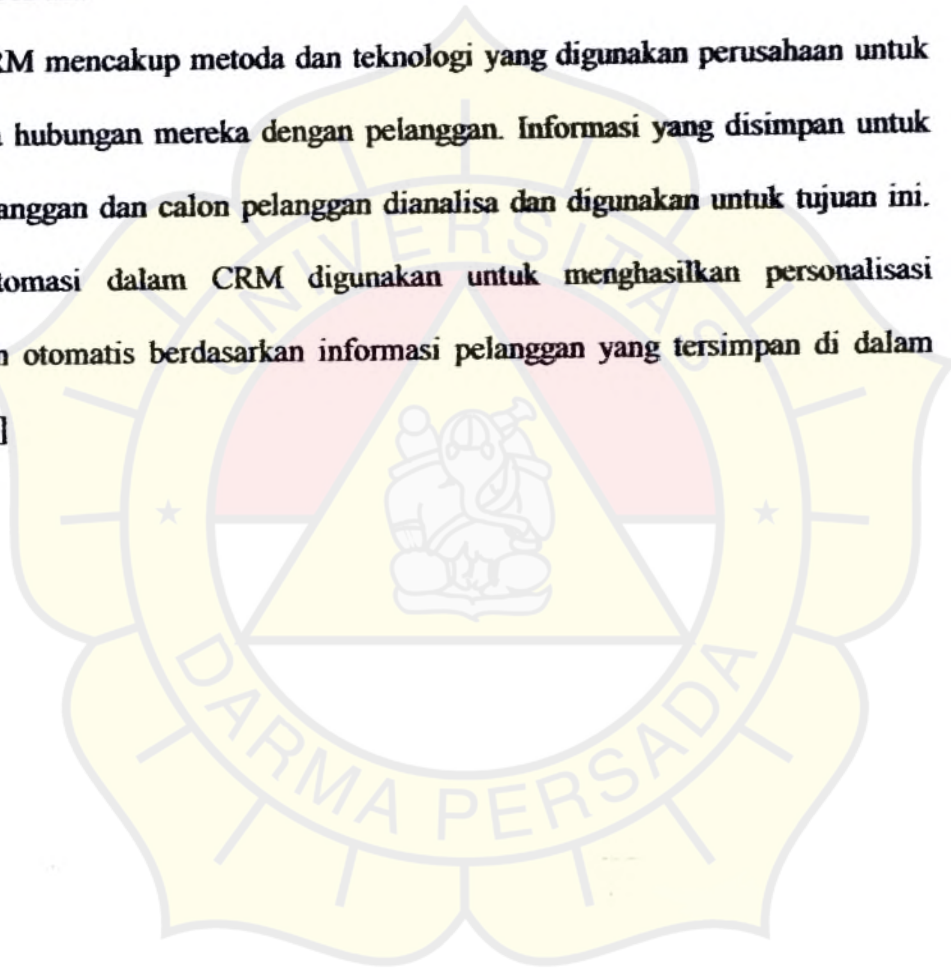 RM mencakup metoda dan teknologi yang digunakan perusahaan untuk
hubungan mereka dengan pelanggan. Informasi yang disimpan untuk
anggan dan calon pelanggan dianalisa dan digunakan untuk tujuan ini.
tomasi dalam CRM digunakan untuk menghasilkan personalisasi
n otomatis berdasarkan informasi pelanggan yang tersimpan di dalam
]
UNIVERSITAS
DARMA PERSADA